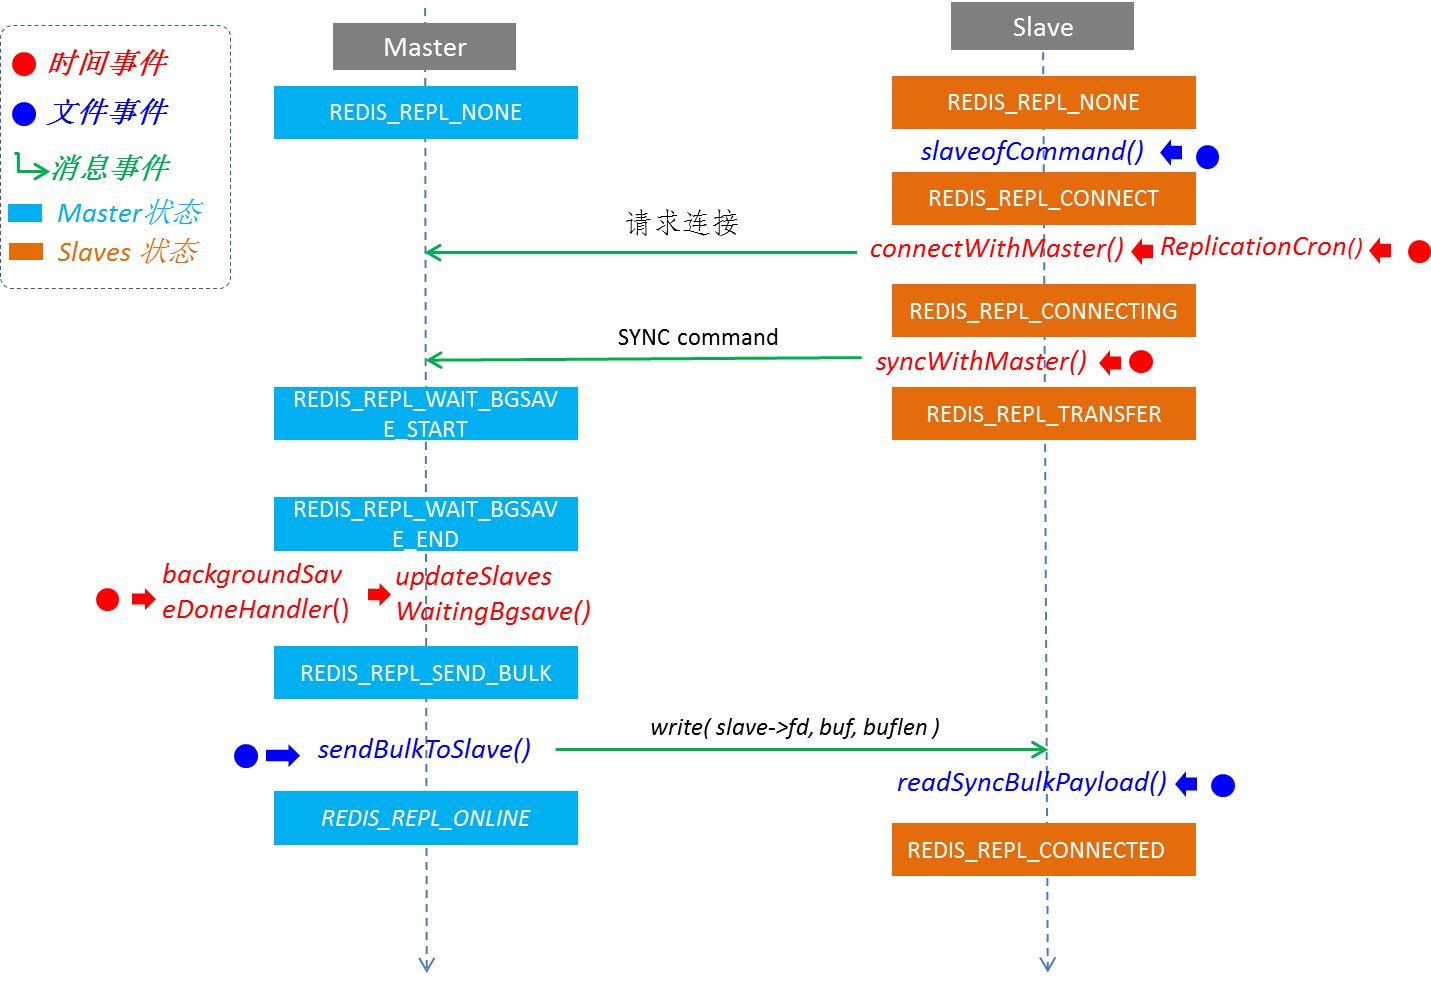 时间事件
文件事件
消息事件
Master状态
Slaves 状态
Master
Slave
REDIS_REPL_NONE
REDIS_REPL_NONE
slaveofCommand()
REDIS_REPL_CONNECT
请求连接
connectWithMaster()
ReplicationCron()
REDIS_REPL_CONNECTING
SYNC command
syncWithMaster()
REDIS_REPL_WAIT_BGSAV
E_START
REDIS_REPL_TRANSFER
REDIS_REPL_WAIT_BGSAV
E_END
backgroundSav
eDoneHandler()
updateSlaves
WaitingBgsave()
REDIS_REPL_SEND_BULK
write( slave->fd, buf, buflen )
sendBulkToSlave()
readSyncBulkPayload()
REDIS_REPL_ONLINE
REDIS_REPL_CONNECTED